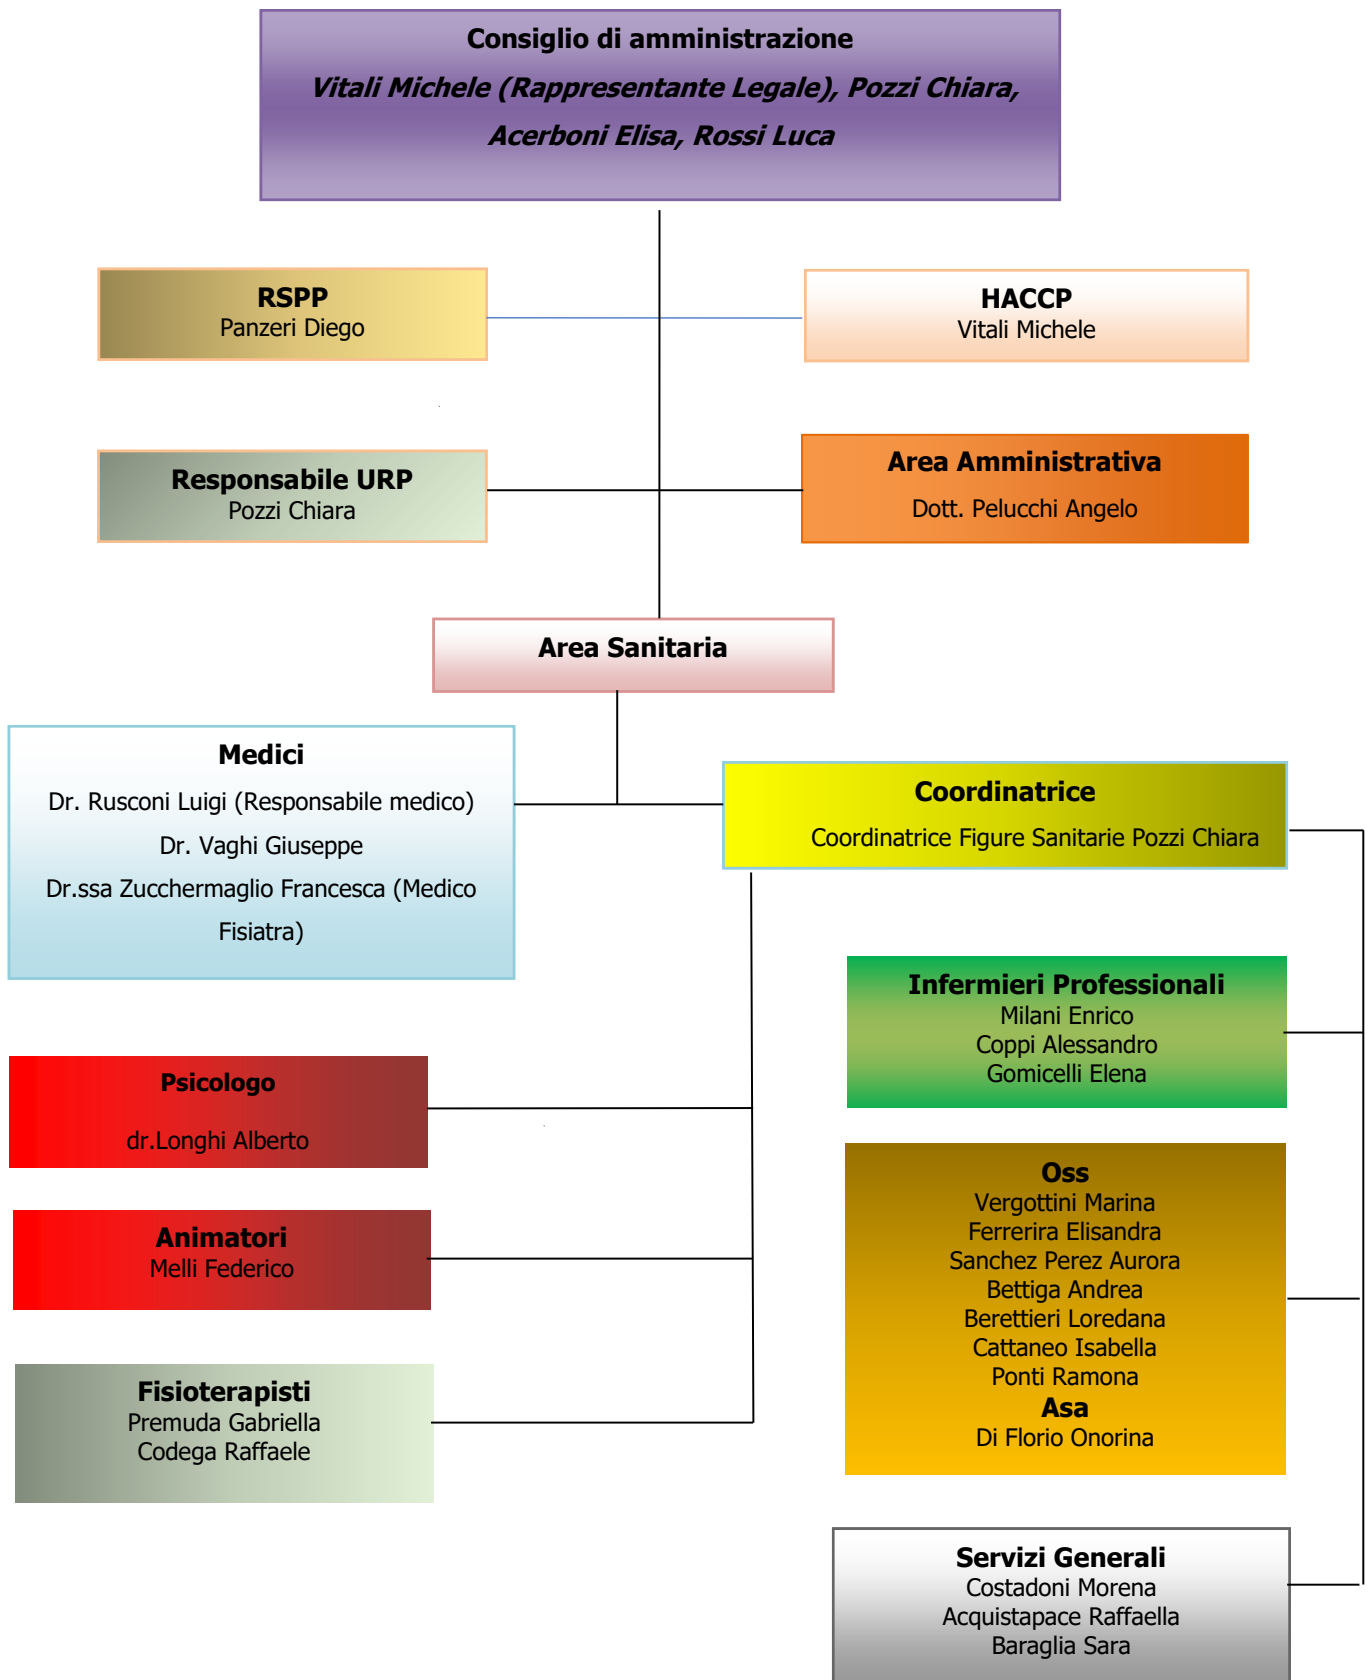 Consiglio di amministrazione
Vitali Michele (Rappresentante Legale), Pozzi Chiara,
Acerboni Elisa, Rossi Luca
RSPP
Panzeri Diego
HACCP
Vitali Michele
Responsabile URP
Pozzi Chiara
Area Amministrativa
Dott. Pelucchi Angelo
Area Sanitaria
Medici
Dr. Rusconi Luigi (Responsabile medico)
Dr. Vaghi Giuseppe
Dr.ssa Zucchermaglio Francesca (Medico
Fisiatra)
Coordinatrice
Coordinatrice Figure Sanitarie Pozzi Chiara
Infermieri Professionali
Milani Enrico
Coppi Alessandro
Gomicelli Elena
Psicologo
dr.Longhi Alberto
Animatori
Melli Federico
Fisioterapisti
Premuda Gabriella
Codega Raffaele
Oss
Vergottini Marina
Ferrerira Elisandra
Sanchez Perez Aurora
Bettiga Andrea
Berettieri Loredana
Cattaneo Isabella
Ponti Ramona
Asa
Di Florio Onorina
Servizi Generali
Costadoni Morena
Acquistapace Raffaella
Baraglia Sara